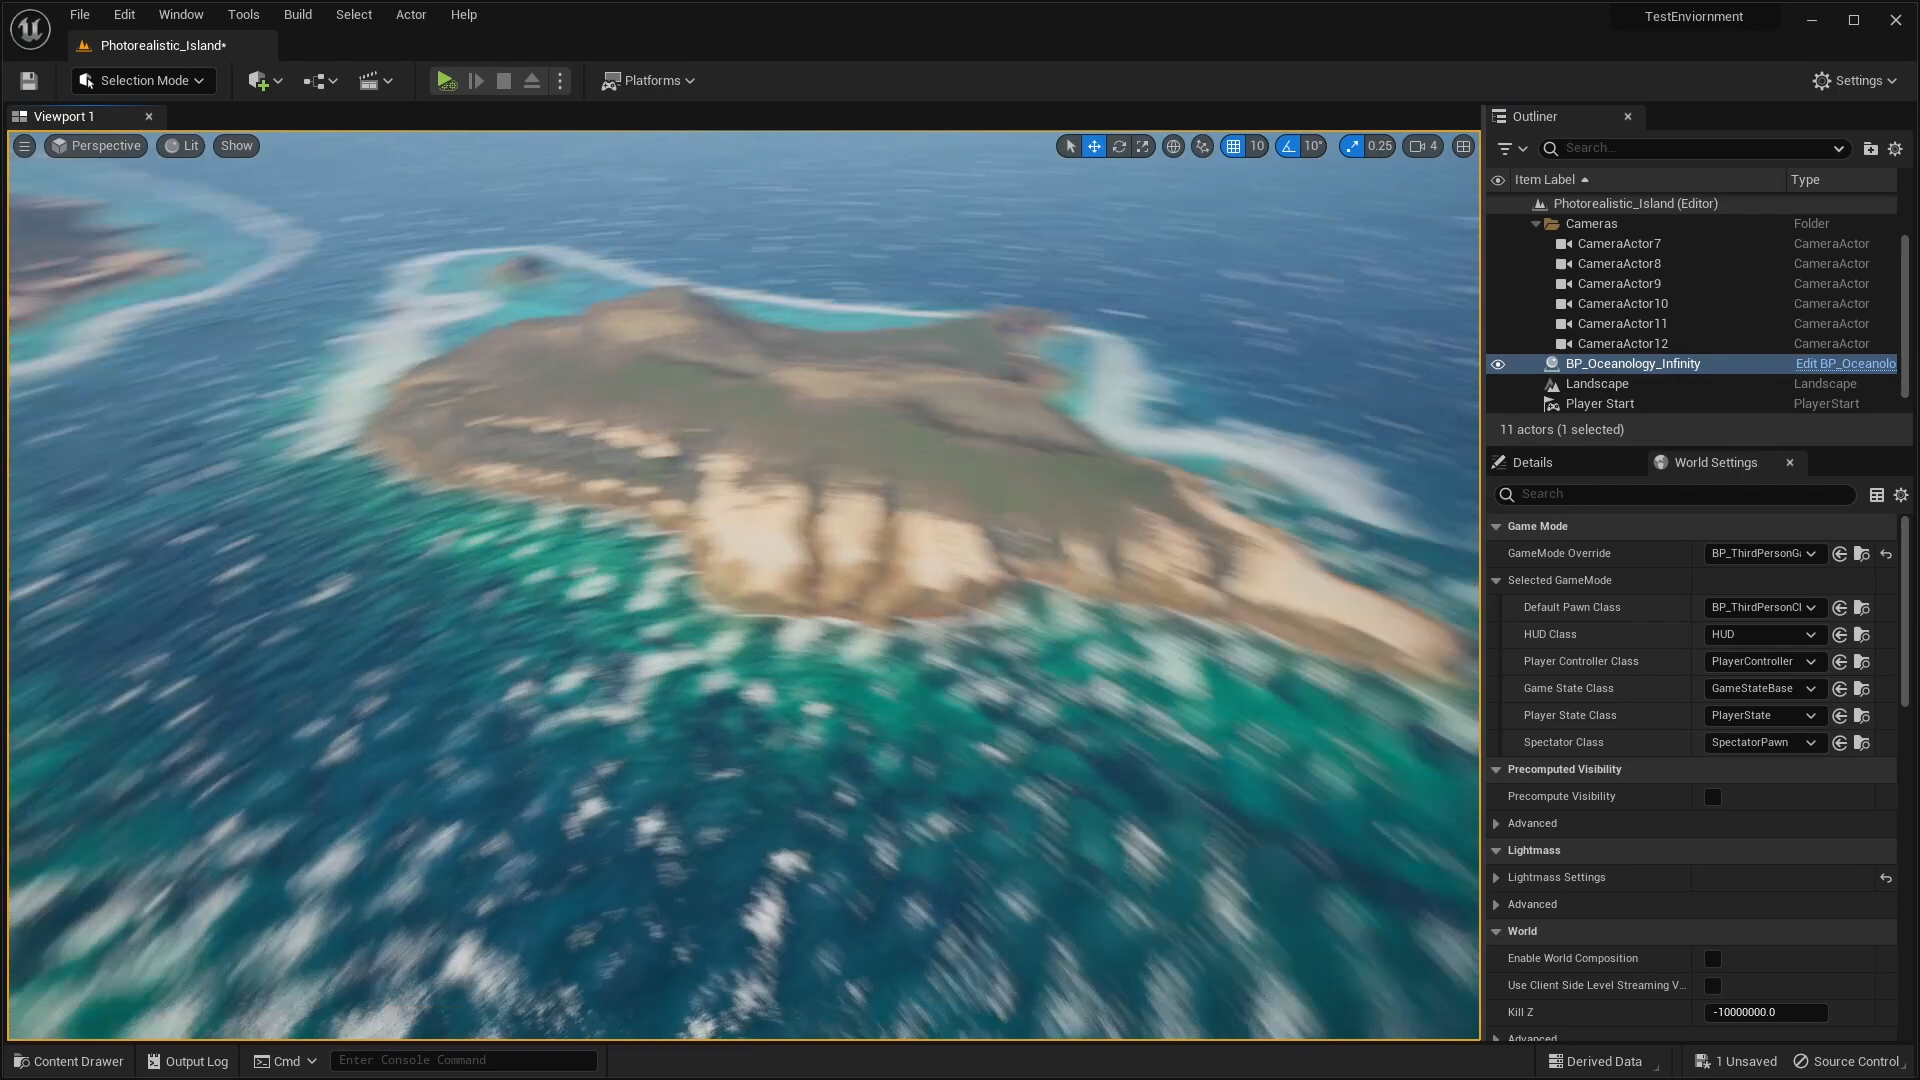 File Edit Window Tools Build Select Actor Help
TestEnviornment
Photorealistic_Island*
Selection Mode
Platforms
Settings
Viewport 1
Perspective Lit Show
10 10° 0.25 4
Outliner
Search...
Item Label Type
Photorealistic_Island (Editor)
Cameras Folder
CameraActor7 CameraActor
CameraActor8 CameraActor
CameraActor9 CameraActor
CameraActor10 CameraActor
CameraActor11 CameraActor
CameraActor12 CameraActor
BP_Oceanology_Infinity Edit BP_Oceanolo
Landscape Landscape
Player Start PlayerStart
11 actors (1 selected)
Details World Settings
Search
Game Mode
GameMode Override BP_ThirdPersonGa
Selected GameMode
Default Pawn Class BP_ThirdPersonCl
HUD Class HUD
Player Controller Class PlayerController
Game State Class GameStateBase
Player State Class PlayerState
Spectator Class SpectatorPawn
Precomputed Visibility
Precompute Visibility
Advanced
Lightmass
Lightmass Settings
Advanced
World
Enable World Composition
Use Client Side Level Streaming V...
Kill Z -10000000.0
Advanced
Content Drawer Output Log Cmd Enter Console Command
Derived Data 1 Unsaved Source Control